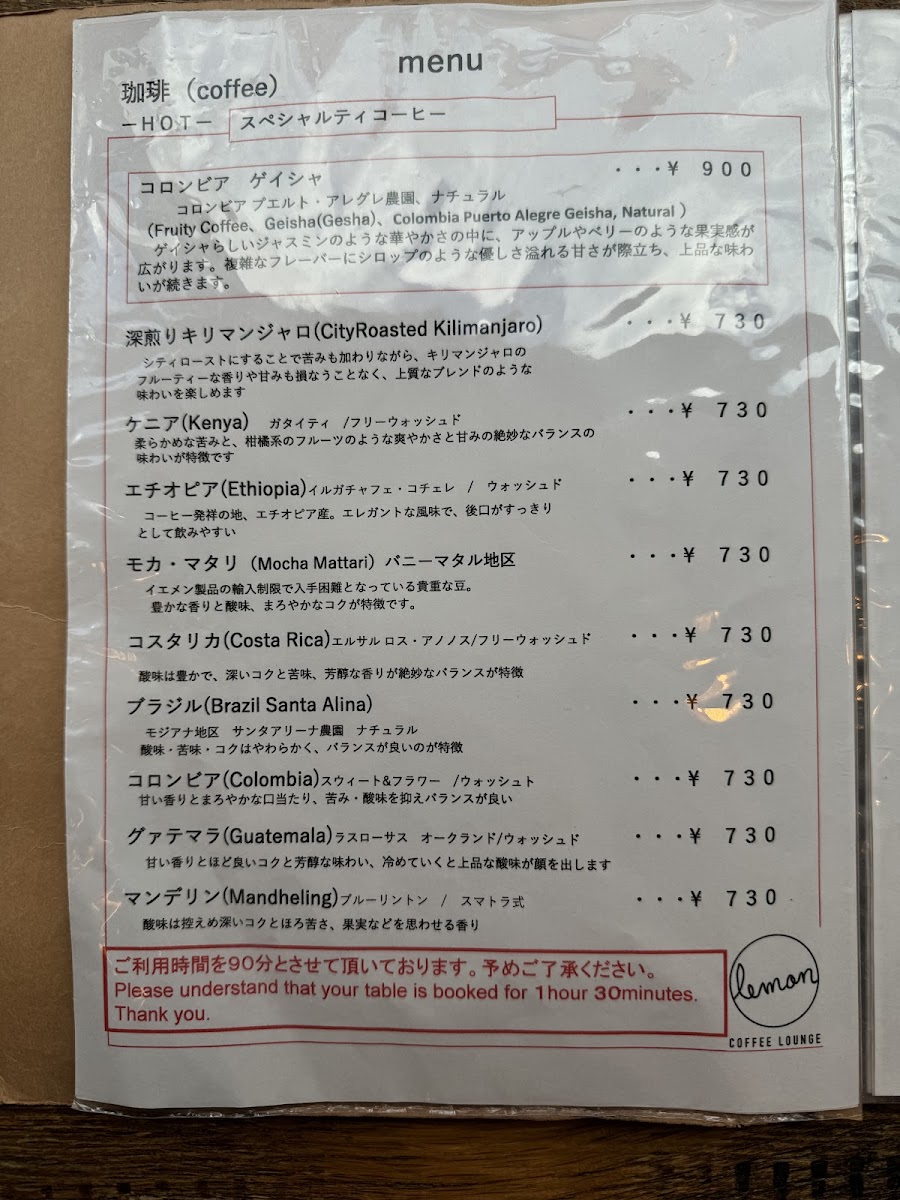 menu
珈琲（coffee）
－HOT－ スペシャルティコーヒー
コロンビア　ゲイシャ ・・・¥ 900
コロンビア プエルト・アレグレ農園、ナチュラル
（Fruity Coffee、Geisha(Gesha)、Colombia Puerto Alegre Geisha, Natural ）
ゲイシャらしいジャスミンのような華やかさの中に、アップルやベリーのような果実感が
広がります。複雑なフレーバーにシロップのような優しさ溢れる甘さが際立ち、上品な味わ
いが続きます。
深煎りキリマンジャロ(CityRoasted Kilimanjaro) ・・・¥ 730
シティローストにすることで苦みも加わりながら、キリマンジャロの
フルーティーな香りや甘みも損なうことなく、上質なブレンドのような
味わいを楽しめます
ケニア(Kenya)　ガタイティ　/フリーウォッシュド ・・・¥ 730
柔らかめな苦みと、柑橘系のフルーツのような爽やかさと甘みの絶妙なバランスの
味わいが特徴です
エチオピア(Ethiopia)イルガチャフェ・コチェレ　/　ウォッシュド ・・・¥ 730
コーヒー発祥の地、エチオピア産。エレガントな風味で、後口がすっきり
として飲みやすい
モカ・マタリ（Mocha Mattari）バニーマタル地区 ・・・¥ 730
イエメン製品の輸入制限で入手困難となっている貴重な豆。
豊かな香りと酸味、まろやかなコクが特徴です。
コスタリカ(Costa Rica)エルサル ロス・アノノス/フリーウォッシュド ・・・¥ 730
酸味は豊かで、深いコクと苦味、芳醇な香りが絶妙なバランスが特徴
ブラジル(Brazil Santa Alina) ・・・¥ 730
モジアナ地区　サンタアリーナ農園　ナチュラル
酸味・苦味・コクはやわらかく、バランスが良いのが特徴
コロンビア(Colombia)スウィート&フラワー　/ウォッシュト ・・・¥ 730
甘い香りとまろやかな口当たり、苦み・酸味を抑えバランスが良い
グァテマラ(Guatemala)ラスローサス　オークランド/ウォッシュド ・・・¥ 730
甘い香りとほど良いコクと芳醇な味わい、冷めていくと上品な酸味が顔を出します
マンデリン(Mandheling)ブルーリントン　/　スマトラ式 ・・・¥ 730
酸味は控えめ深いコクとほろ苦さ、果実などを思わせる香り
ご利用時間を90分とさせて頂いております。予めご了承ください。
Please understand that your table is booked for 1hour 30minutes.
Thank you.
lemon
COFFEE LOUNGE